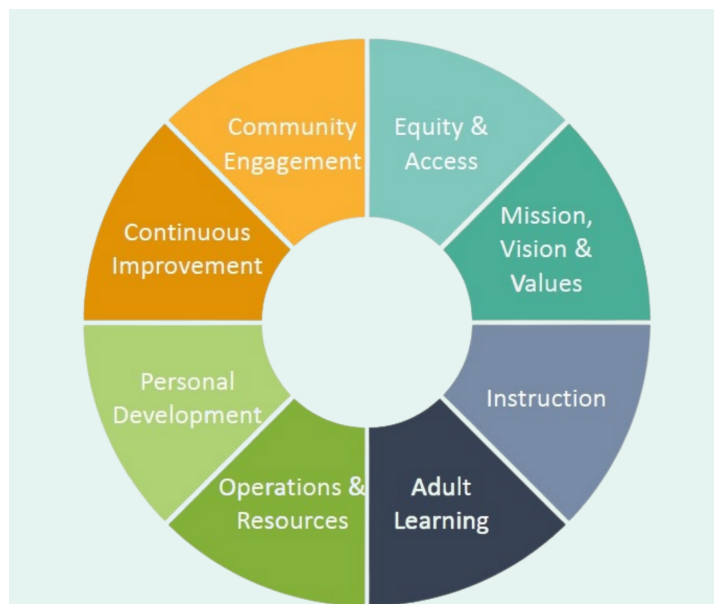 Community
Engagement
Equity &
Access
Mission,
Vision &
Values
Instruction
Adult
Learning
Operations &
Resources
Personal
Development
Continuous
Improvement